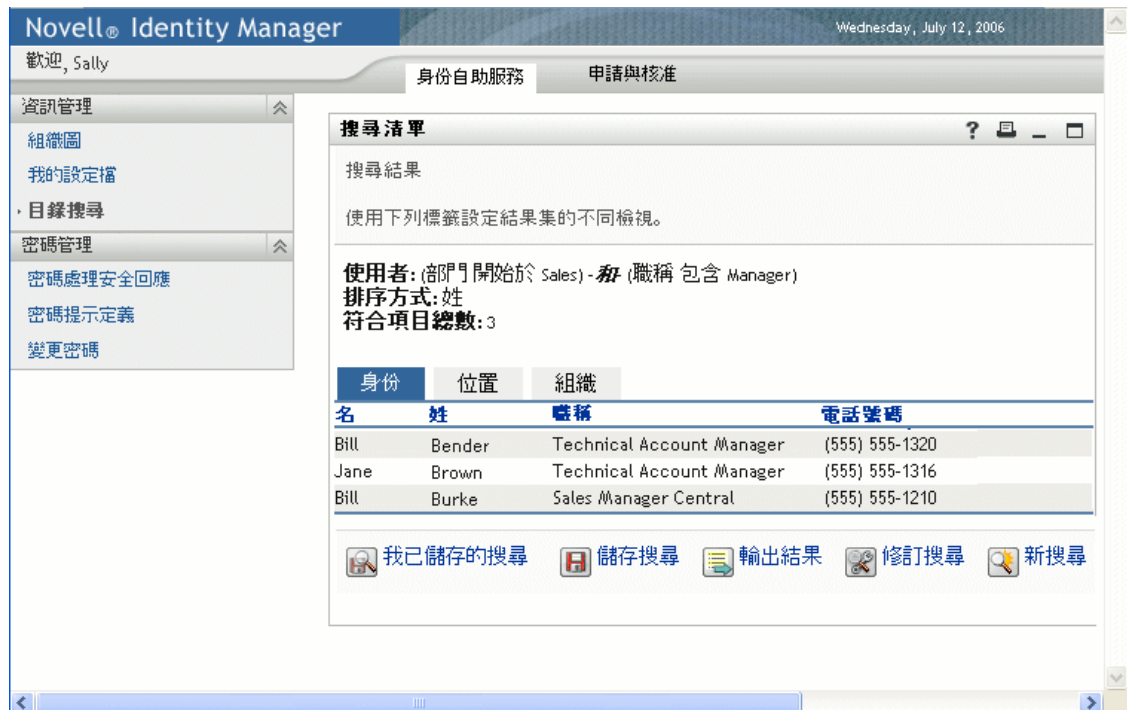 Novell® Identity Manager
Wednesday, July 12, 2006
歡迎, Sally
身份自助服務
申請與核准
資訊管理
組織圖
我的設定檔
目錄搜尋
密碼管理
密碼處理安全回應
密碼提示定義
變更密碼
搜尋清單
?
搜尋結果
使用下列標籤設定結果集的不同檢視。
使用者: (部門 開始於 Sales) - 和 (職稱 包含 Manager)
排序方式: 姓
符合項目總數: 3
身份 位置 組織
名 姓 職稱 電話號碼
Bill Bender Technical Account Manager (555) 555-1320
Jane Brown Technical Account Manager (555) 555-1316
Bill Burke Sales Manager Central (555) 555-1210
我已儲存的搜尋 儲存搜尋 輸出結果 修訂搜尋 新搜尋